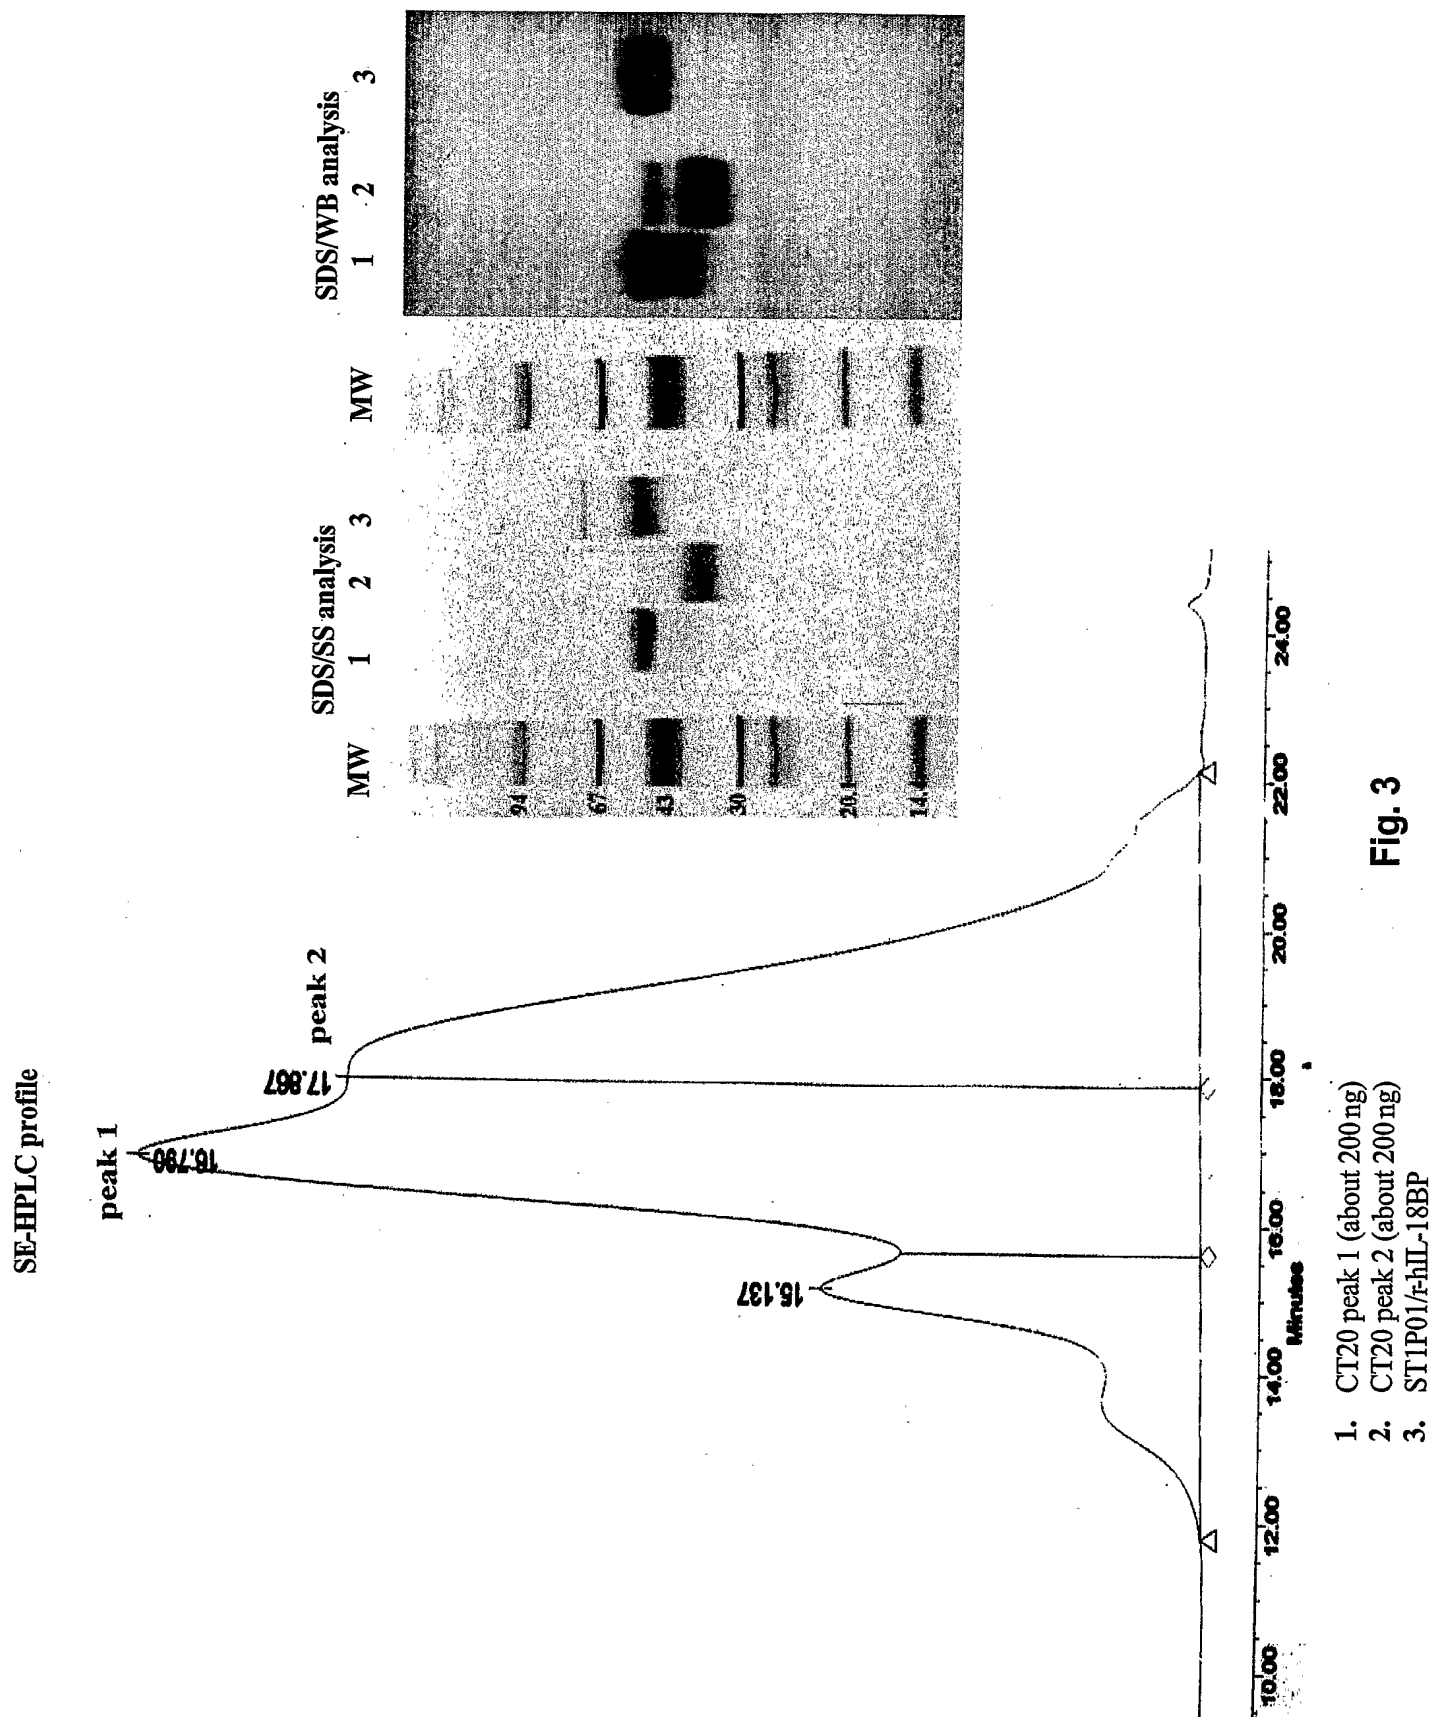 SE-HPLC profile
peak 1
16.790
17.867
peak 2
15.137
SDS/SS analysis
SDS/WB analysis
MW 1 2 3 MW 1 2 3
94
67
43
30
20.1
14.4
10.00 12.00 14.00 16.00 18.00 20.00 22.00 24.00
Minutes
1. CT20 peak 1 (about 200ng)
2. CT20 peak 2 (about 200ng)
3. ST1P01/r-hIL-18BP
Fig. 3